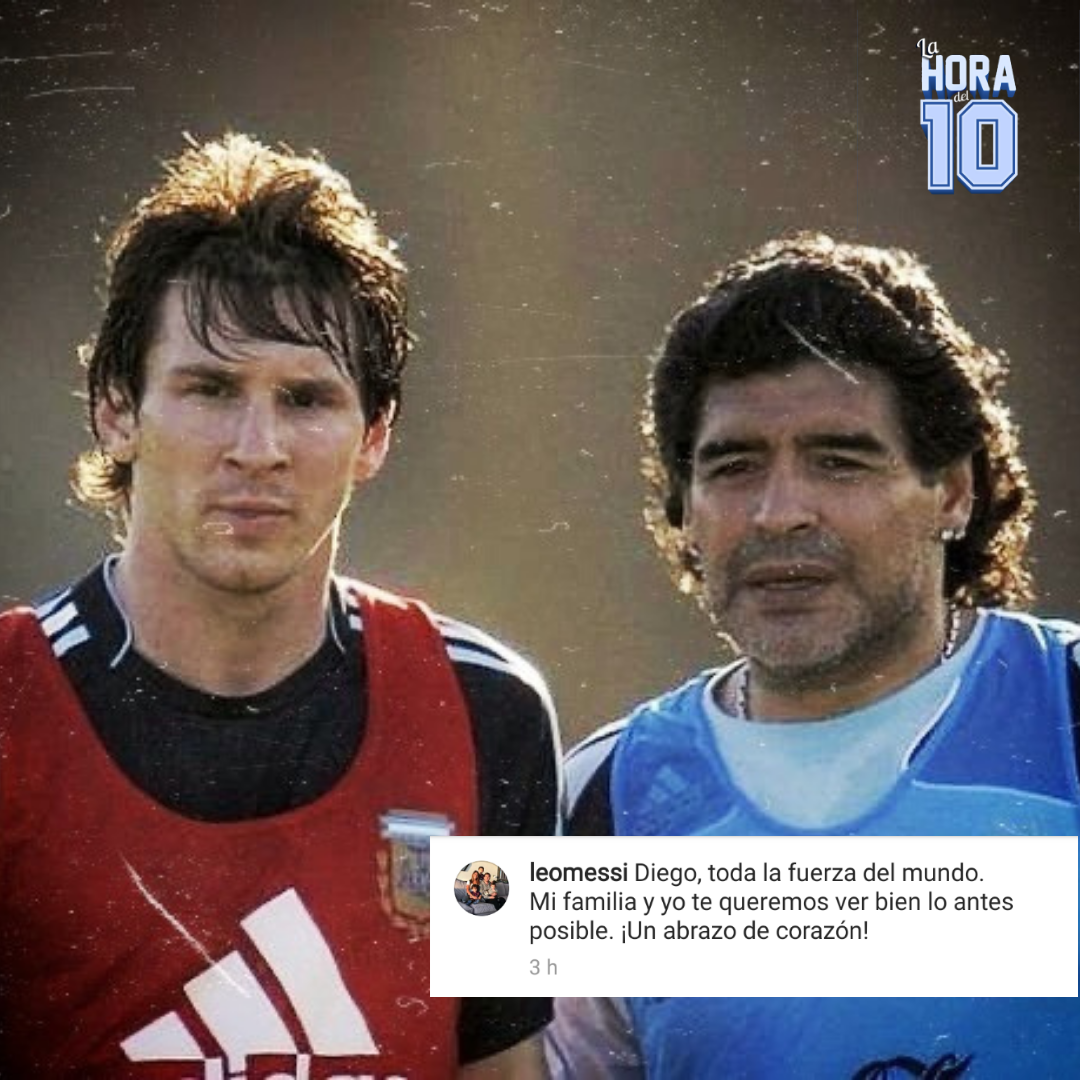 La
HORA
del
10
leomessi Diego, toda la fuerza del mundo.
Mi familia y yo te queremos ver bien lo antes
posible. ¡Un abrazo de corazón!
3 h
adidas